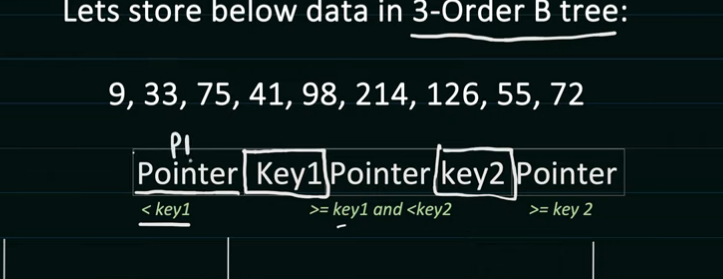 Lets store below data in 3-Order B tree:
9, 33, 75, 41, 98, 214, 126, 55, 72
P1
Pointer Key1 Pointer key2 Pointer
< key1 >= key1 and <key2 >= key 2